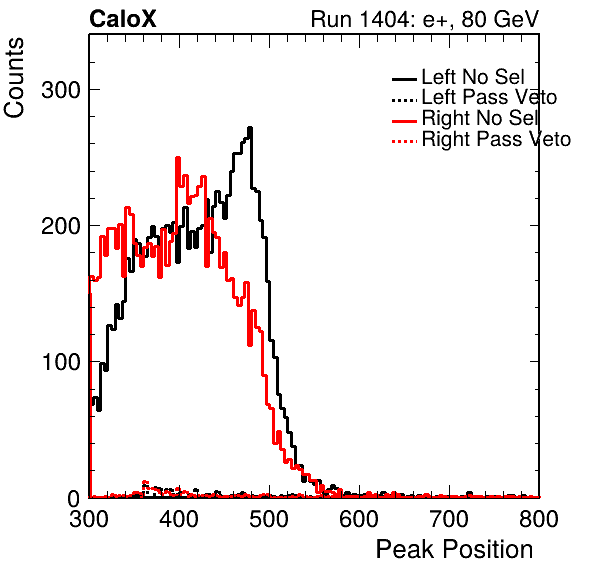 CaloX Run 1404: e+, 80 GeV
Counts
Left No Sel
Left Pass Veto
Right No Sel
Right Pass Veto
300
200
100
0
300 400 500 600 700 800
Peak Position